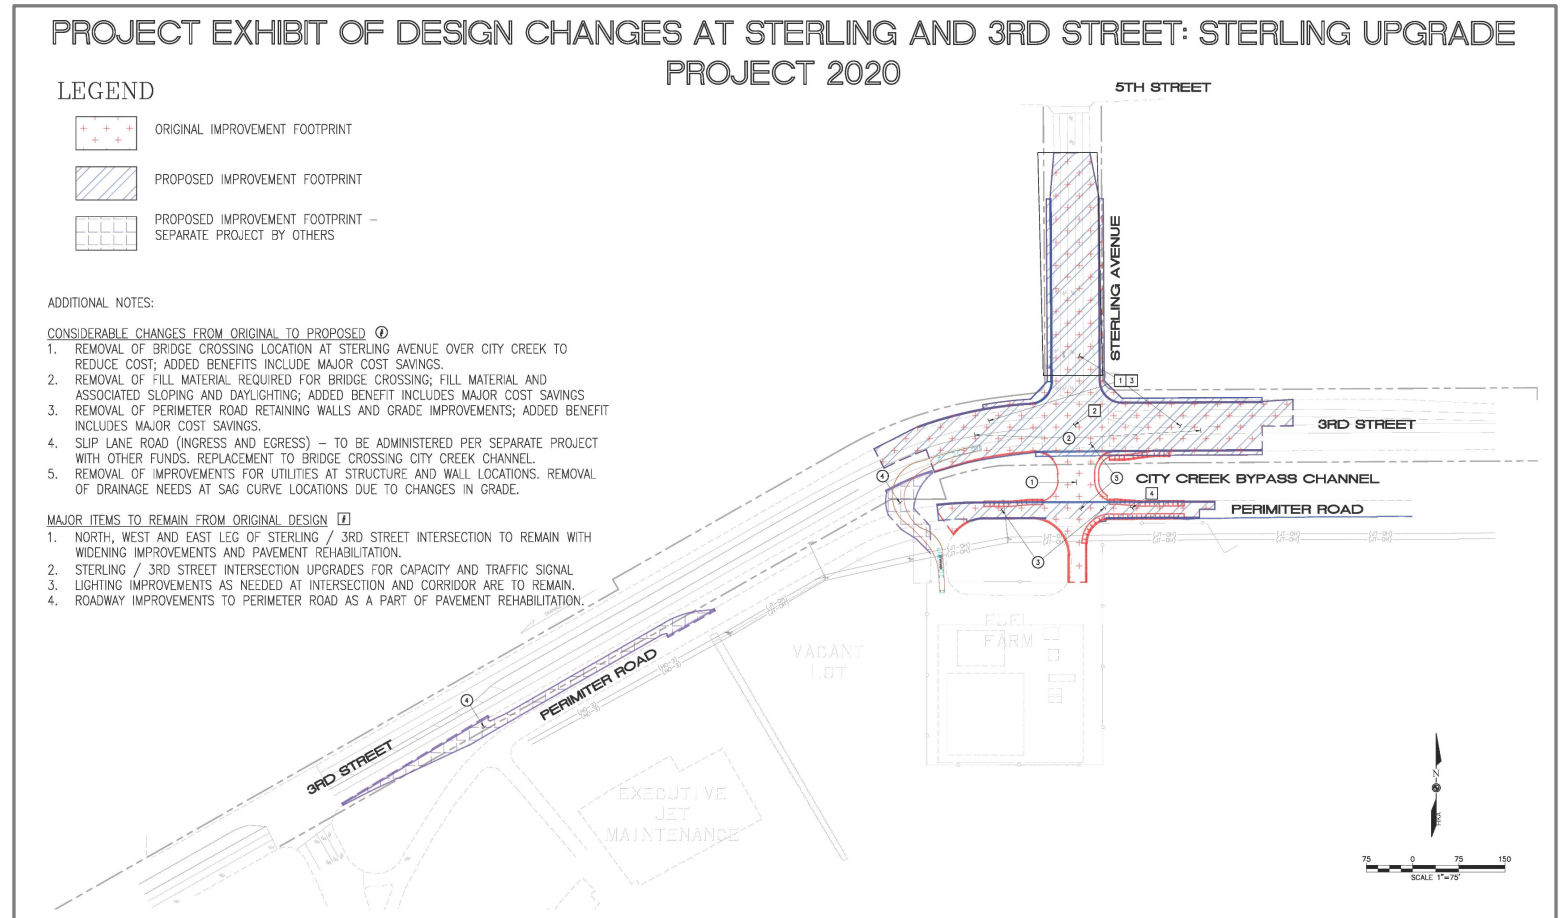 PROJECT EXHIBIT OF DESIGN CHANGES AT STERLING AND 3RD STREET: STERLING UPGRADE
PROJECT 2020
LEGEND
ORIGINAL IMPROVEMENT FOOTPRINT
PROPOSED IMPROVEMENT FOOTPRINT
PROPOSED IMPROVEMENT FOOTPRINT –
SEPARATE PROJECT BY OTHERS
ADDITIONAL NOTES:
CONSIDERABLE CHANGES FROM ORIGINAL TO PROPOSED #
1. REMOVAL OF BRIDGE CROSSING LOCATION AT STERLING AVENUE OVER CITY CREEK TO
REDUCE COST; ADDED BENEFITS INCLUDE MAJOR COST SAVINGS.
2. REMOVAL OF FILL MATERIAL REQUIRED FOR BRIDGE CROSSING; FILL MATERIAL AND
ASSOCIATED SLOPING AND DAYLIGHTING; ADDED BENEFIT INCLUDES MAJOR COST SAVINGS
3. REMOVAL OF PERIMETER ROAD RETAINING WALLS AND GRADE IMPROVEMENTS; ADDED BENEFIT
INCLUDES MAJOR COST SAVINGS.
4. SLIP LANE ROAD (INGRESS AND EGRESS) – TO BE ADMINISTERED PER SEPARATE PROJECT
WITH OTHER FUNDS. REPLACEMENT TO BRIDGE CROSSING CITY CREEK CHANNEL.
5. REMOVAL OF IMPROVEMENTS FOR UTILITIES AT STRUCTURE AND WALL LOCATIONS. REMOVAL
OF DRAINAGE NEEDS AT SAG CURVE LOCATIONS DUE TO CHANGES IN GRADE.
MAJOR ITEMS TO REMAIN FROM ORIGINAL DESIGN #
1. NORTH, WEST AND EAST LEG OF STERLING / 3RD STREET INTERSECTION TO REMAIN WITH
WIDENING IMPROVEMENTS AND PAVEMENT REHABILITATION.
2. STERLING / 3RD STREET INTERSECTION UPGRADES FOR CAPACITY AND TRAFFIC SIGNAL
3. LIGHTING IMPROVEMENTS AS NEEDED AT INTERSECTION AND CORRIDOR ARE TO REMAIN.
4. ROADWAY IMPROVEMENTS TO PERIMETER ROAD AS A PART OF PAVEMENT REHABILITATION.
5TH STREET
STERLING AVENUE
1 3
2
3RD STREET
2
4
1
5
CITY CREEK BYPASS CHANNEL
4
PERIMITER ROAD
3
FUEL
FARM
VACANT
LOT
PERIMITER ROAD
4
3RD STREET
EXECUTIVE
JET
MAINTENANCE
N
75 0 75 150
SCALE 1"=75'